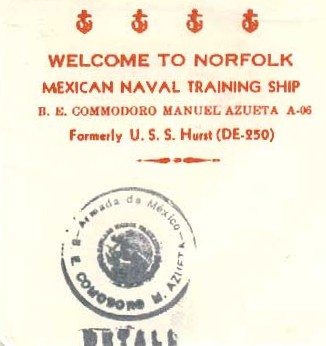 WELCOME TO NORFOLK
MEXICAN NAVAL TRAINING SHIP
B. E. COMMODORO MANUEL AZUETA A-06
Formerly U. S. S. Hurst (DE-250)
Armada de México
B. E. COMODORO M. AZUETA
DETALL